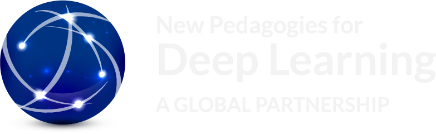 New Pedagogies for
Deep Learning
A GLOBAL PARTNERSHIP